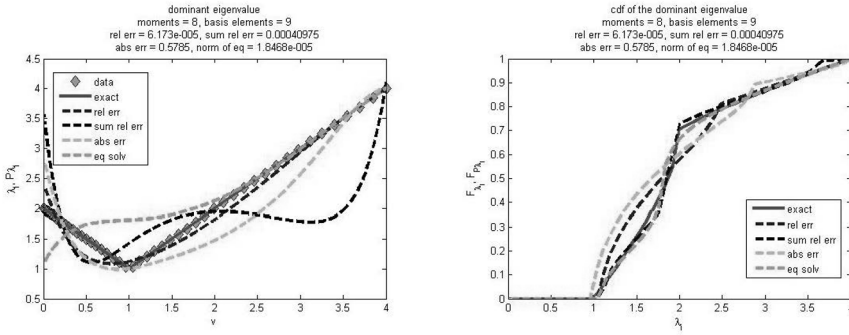 dominant eigenvalue
moments = 8, basis elements = 9
rel err = 6.173e-005, sum rel err = 0.00040975
abs err = 0.5785, norm of eq = 1.8468e-005
4.5
4
3.5
3
2.5
2
1.5
1
0.5
λ₁, Pλ₁
data
exact
rel err
sum rel err
abs err
eq solv
0 0.5 1 1.5 2 2.5 3 3.5 4
v
cdf of the dominant eigenvalue
moments = 8, basis elements = 9
rel err = 6.173e-005, sum rel err = 0.00040975
abs err = 0.5785, norm of eq = 1.8468e-005
1
0.9
0.8
0.7
0.6
0.5
0.4
0.3
0.2
0.1
0
F_λ₁, F_Pλ₁
exact
rel err
sum rel err
abs err
eq solv
0 0.5 1 1.5 2 2.5 3 3.5
λ₁